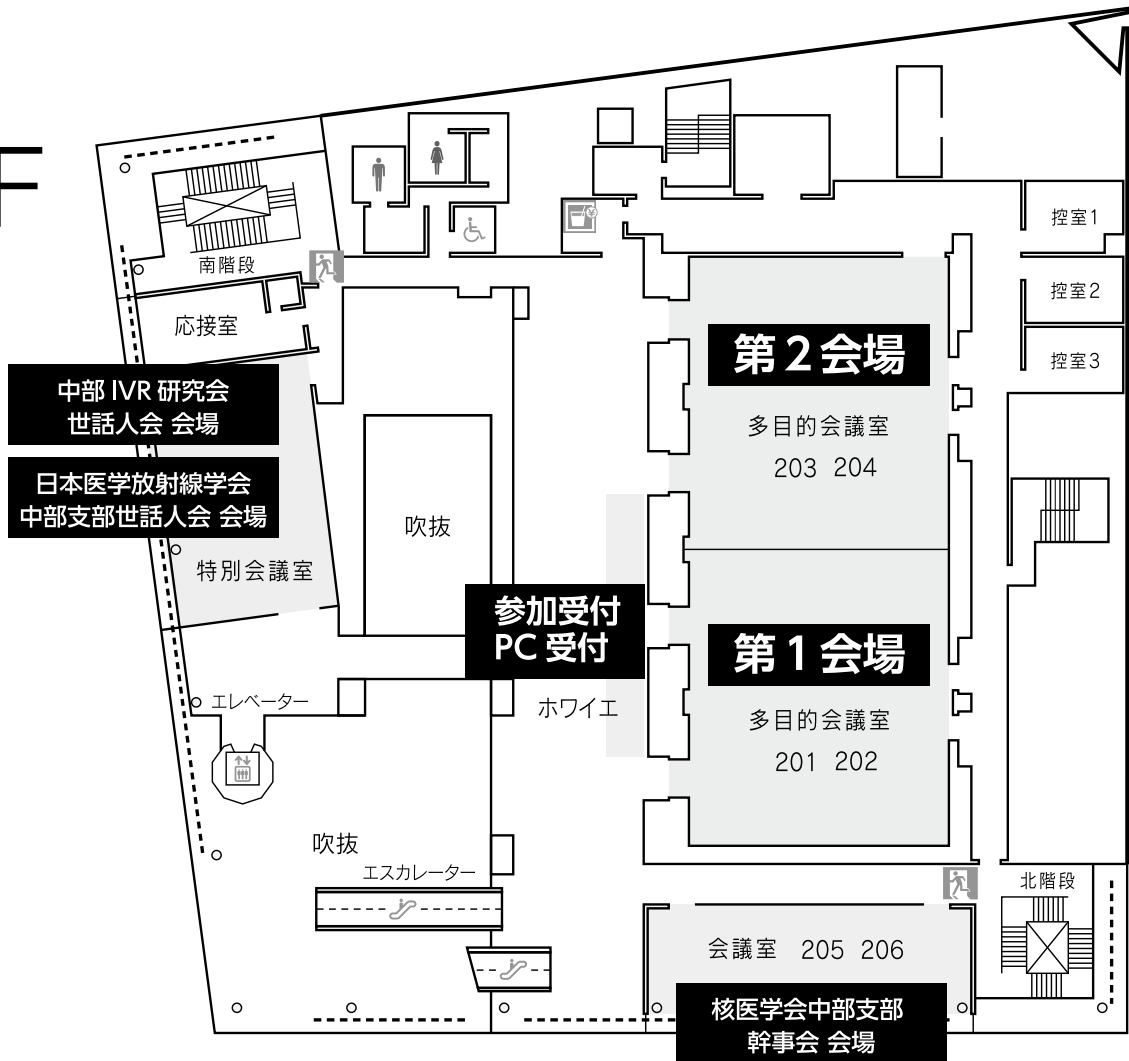 F
南階段
応接室
中部 IVR 研究会
世話人会 会場
日本医学放射線学会
中部支部世話人会 会場
特別会議室
エレベーター
吹抜
吹抜
エスカレーター
参加受付
PC 受付
ホワイエ
¥
第2会場
多目的会議室
203 204
第1会場
多目的会議室
201 202
控室1
控室2
控室3
北階段
会議室 205 206
核医学会中部支部
幹事会 会場